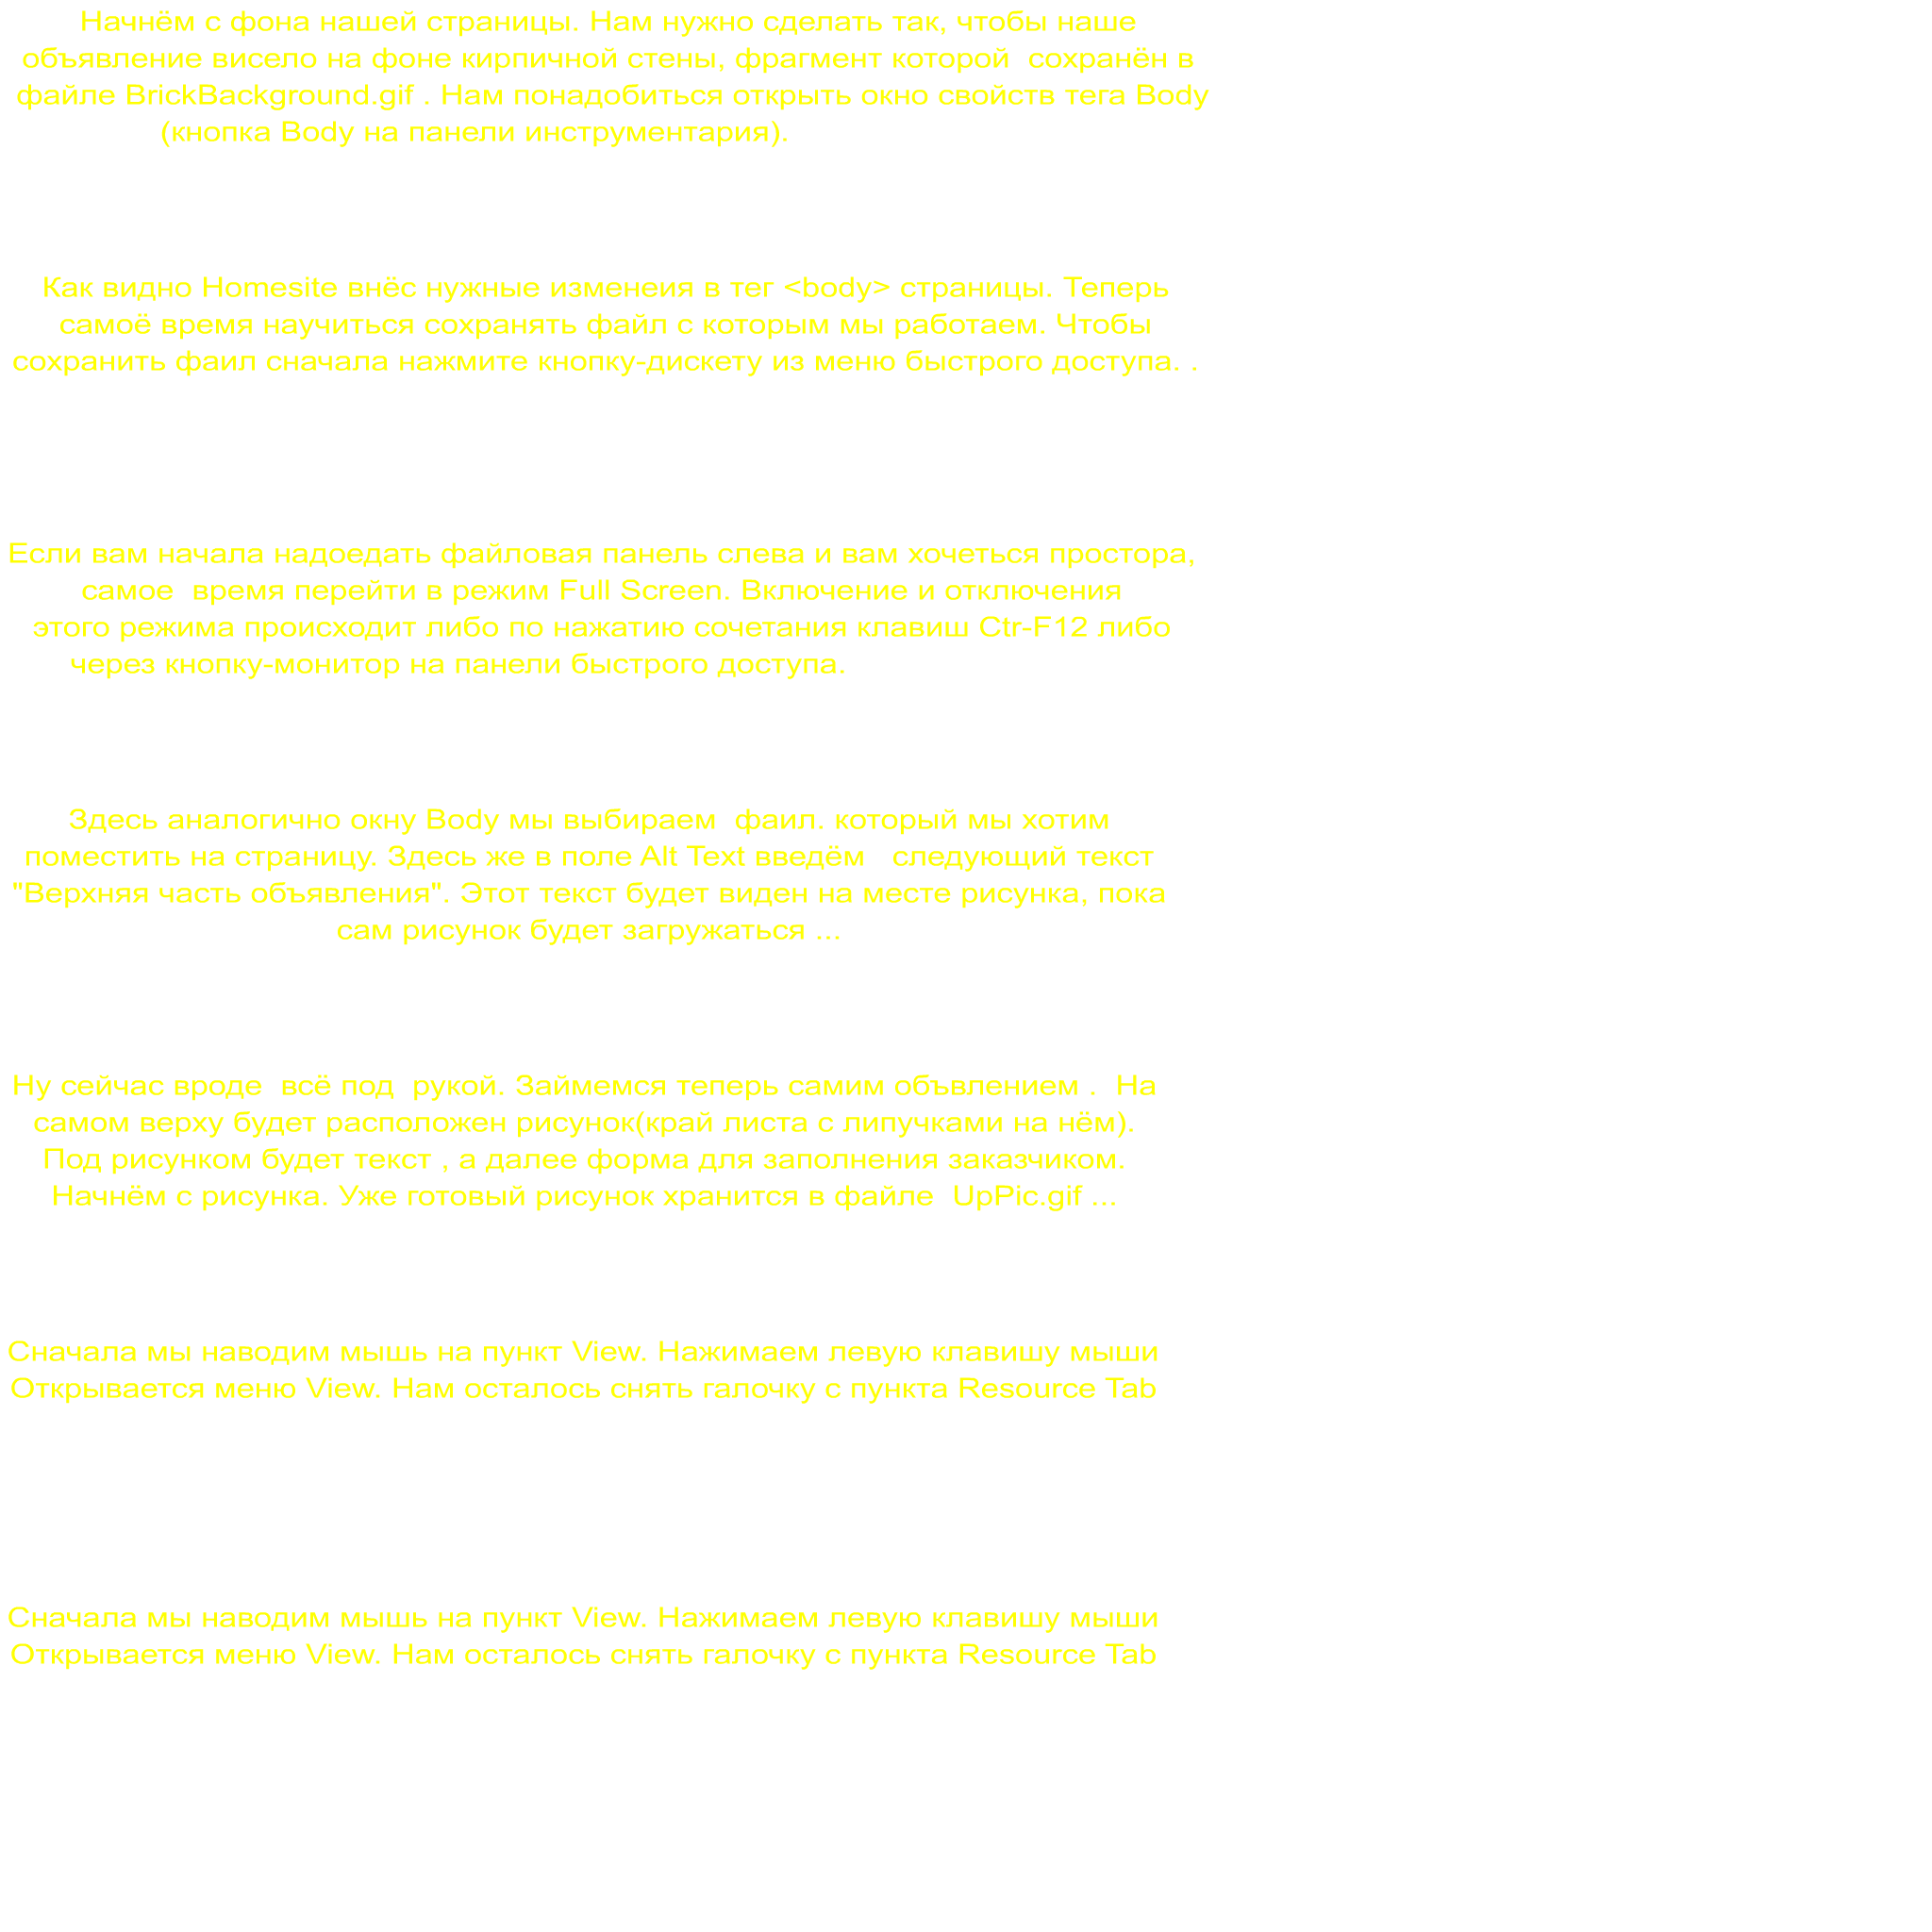 Начнём с фона нашей страницы. Нам нужно сделать так, чтобы наше
объявление висело на фоне кирпичной стены, фрагмент которой сохранён в
файле BrickBackground.gif . Нам понадобиться открыть окно свойств тега Body
(кнопка Body на панели инструментария).
Как видно Homesite внёс нужные изменеия в тег <body> страницы. Теперь
самоё время научиться сохранять файл с которым мы работаем. Чтобы
сохранить фаил сначала нажмите кнопку-дискету из меню быстрого доступа. .
Если вам начала надоедать файловая панель слева и вам хочеться простора,
самое время перейти в режим Full Screen. Включение и отключения
этого режима происходит либо по нажатию сочетания клавиш Ctr-F12 либо
через кнопку-монитор на панели быстрого доступа.
Здесь аналогично окну Body мы выбираем фаил. который мы хотим
поместить на страницу. Здесь же в поле Alt Text введём следующий текст
"Верхняя часть объявления". Этот текст будет виден на месте рисунка, пока
сам рисунок будет загружаться ...
Ну сейчас вроде всё под рукой. Займемся теперь самим объвлением . На
самом верху будет расположен рисунок(край листа с липучками на нём).
Под рисунком будет текст , а далее форма для заполнения заказчиком.
Начнём с рисунка. Уже готовый рисунок хранится в файле UpPic.gif ...
Сначала мы наводим мышь на пункт View. Нажимаем левую клавишу мыши
Открывается меню View. Нам осталось снять галочку с пункта Resource Tab
Сначала мы наводим мышь на пункт View. Нажимаем левую клавишу мыши
Открывается меню View. Нам осталось снять галочку с пункта Resource Tab